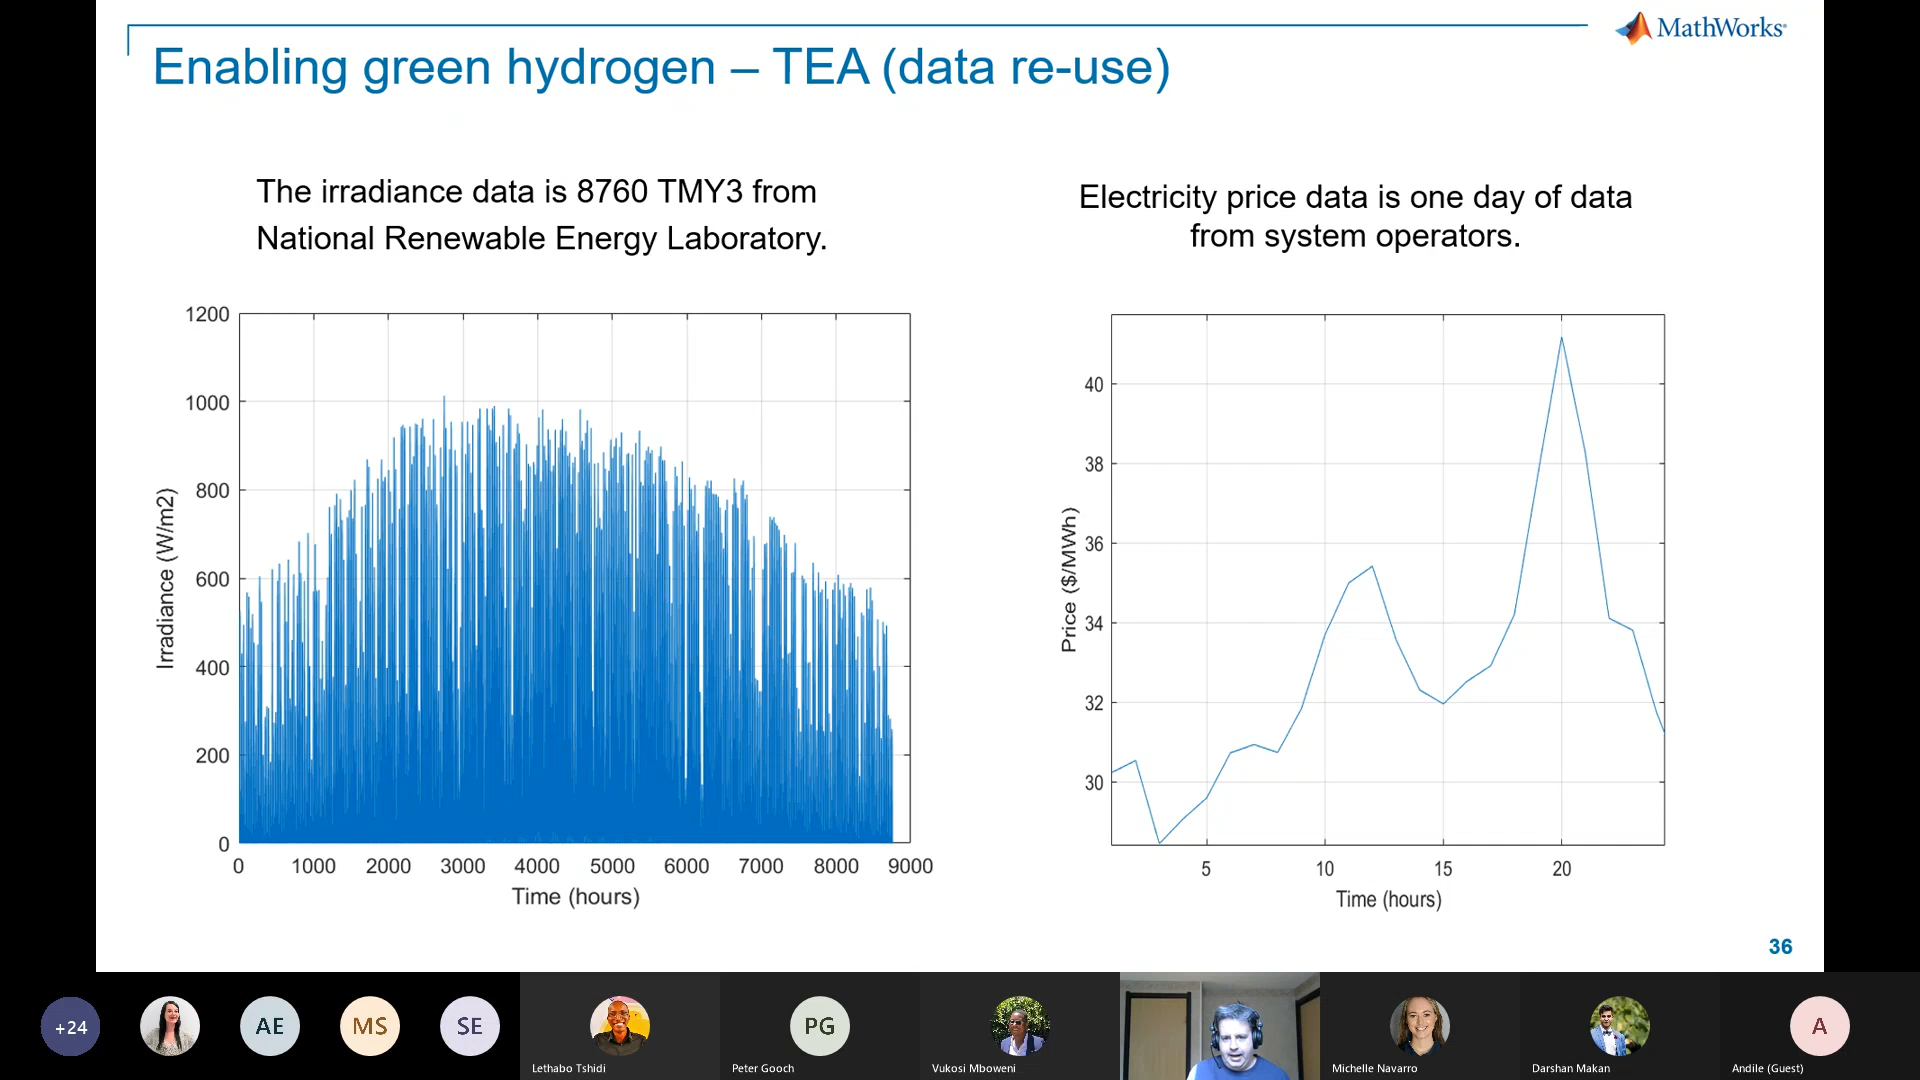 MathWorks®
Enabling green hydrogen – TEA (data re-use)
The irradiance data is 8760 TMY3 from
National Renewable Energy Laboratory.
1200
1000
800
600
400
200
0
Irradiance (W/m2)
0 1000 2000 3000 4000 5000 6000 7000 8000 9000
Time (hours)
Electricity price data is one day of data
from system operators.
40
38
36
34
32
30
Price ($/MWh)
5 10 15 20
Time (hours)
36
+24
AE
MS
SE
Lethabo Tshidi
PG
Peter Gooch
Vukosi Mboweni
Michelle Navarro
Darshan Makan
A
Andile (Guest)